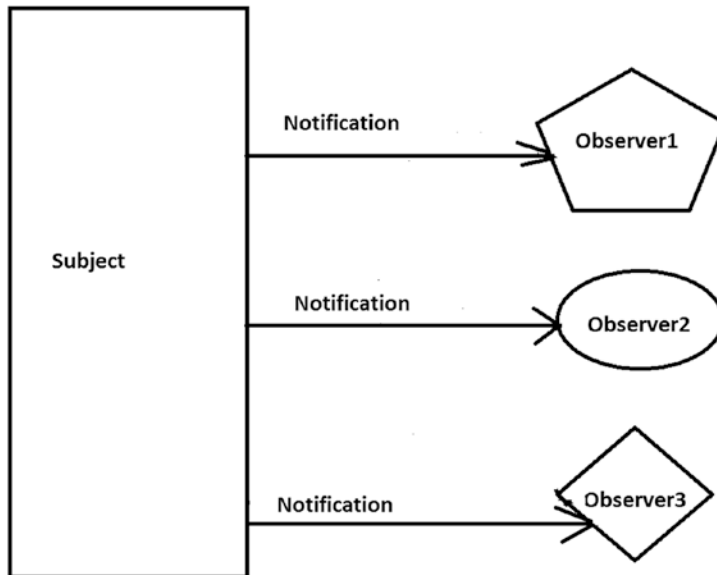 Notification
Observer1
Subject
Notification
Observer2
Notification
Observer3